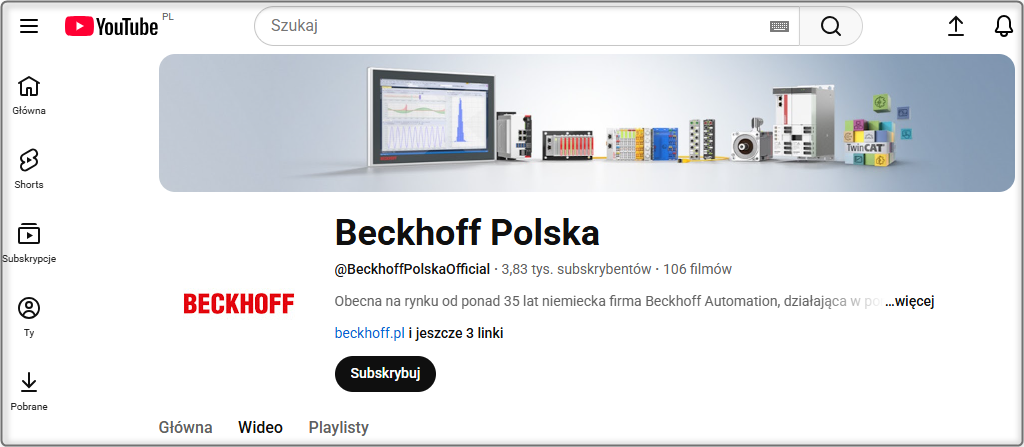 YouTube PL
Szukaj
Główna
Shorts
Subskrypcje
Ty
Pobrane
TwinCAT
BECKHOFF
Beckhoff Polska
@BeckhoffPolskaOfficial · 3,83 tys. subskrybentów · 106 filmów
Obecna na rynku od ponad 35 lat niemiecka firma Beckhoff Automation, działająca w ...więcej
beckhoff.pl i jeszcze 3 linki
Subskrybuj
Główna Wideo Playlisty